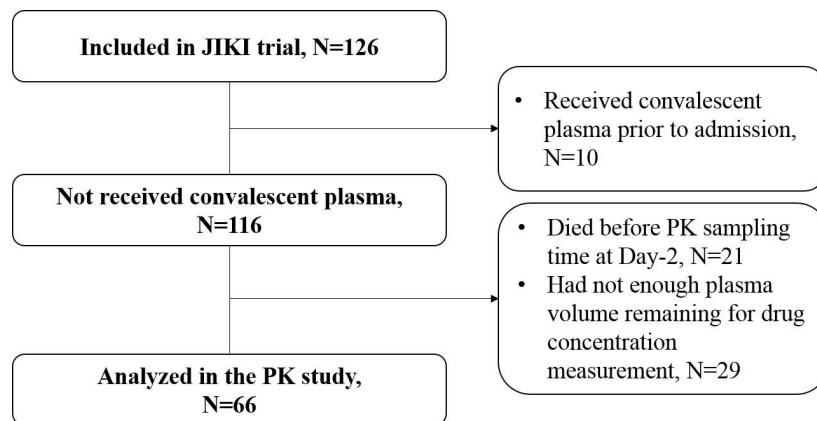 Included in JIKI trial, N=126
• Received convalescent
plasma prior to admission,
N=10
Not received convalescent plasma,
N=116
• Died before PK sampling
time at Day-2, N=21
• Had not enough plasma
volume remaining for drug
concentration
measurement, N=29
Analyzed in the PK study,
N=66